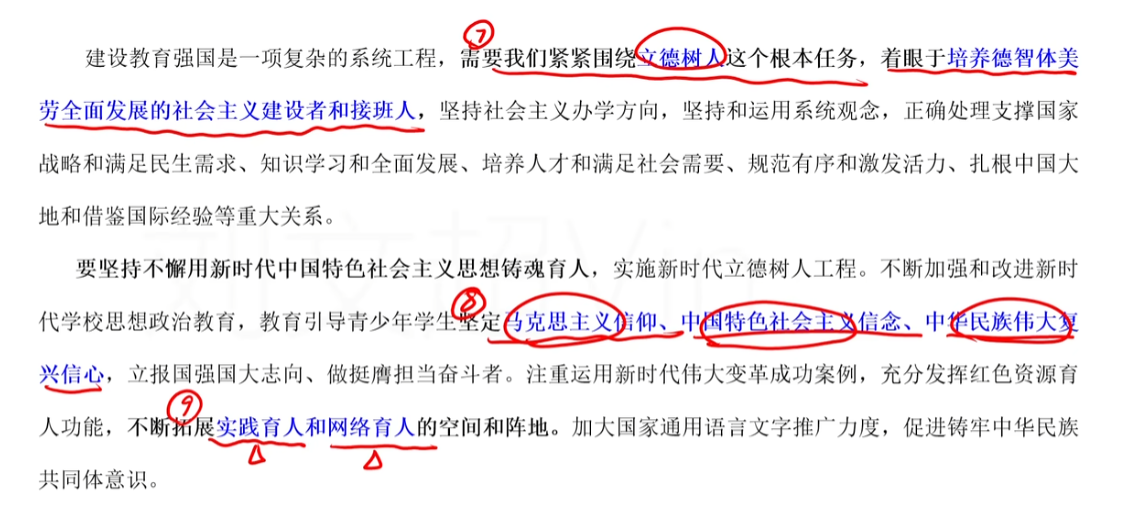 ⑦
建设教育强国是一项复杂的系统工程，需要我们紧紧围绕立德树人这个根本任务，着眼于培养德智体美
劳全面发展的社会主义建设者和接班人，坚持社会主义办学方向，坚持和运用系统观念，正确处理支撑国家
战略和满足民生需求、知识学习和全面发展、培养人才和满足社会需要、规范有序和激发活力、扎根中国大
地和借鉴国际经验等重大关系。
要坚持不懈用新时代中国特色社会主义思想铸魂育人，实施新时代立德树人工程。不断加强和改进新时
⑧
代学校思想政治教育，教育引导青少年学生坚定马克思主义信仰、中国特色社会主义信念、中华民族伟大复
兴信心，立报国强国大志向、做挺膺担当奋斗者。注重运用新时代伟大变革成功案例，充分发挥红色资源育
⑨
人功能，不断拓展实践育人和网络育人的空间和阵地。加大国家通用语言文字推广力度，促进铸牢中华民族
共同体意识。